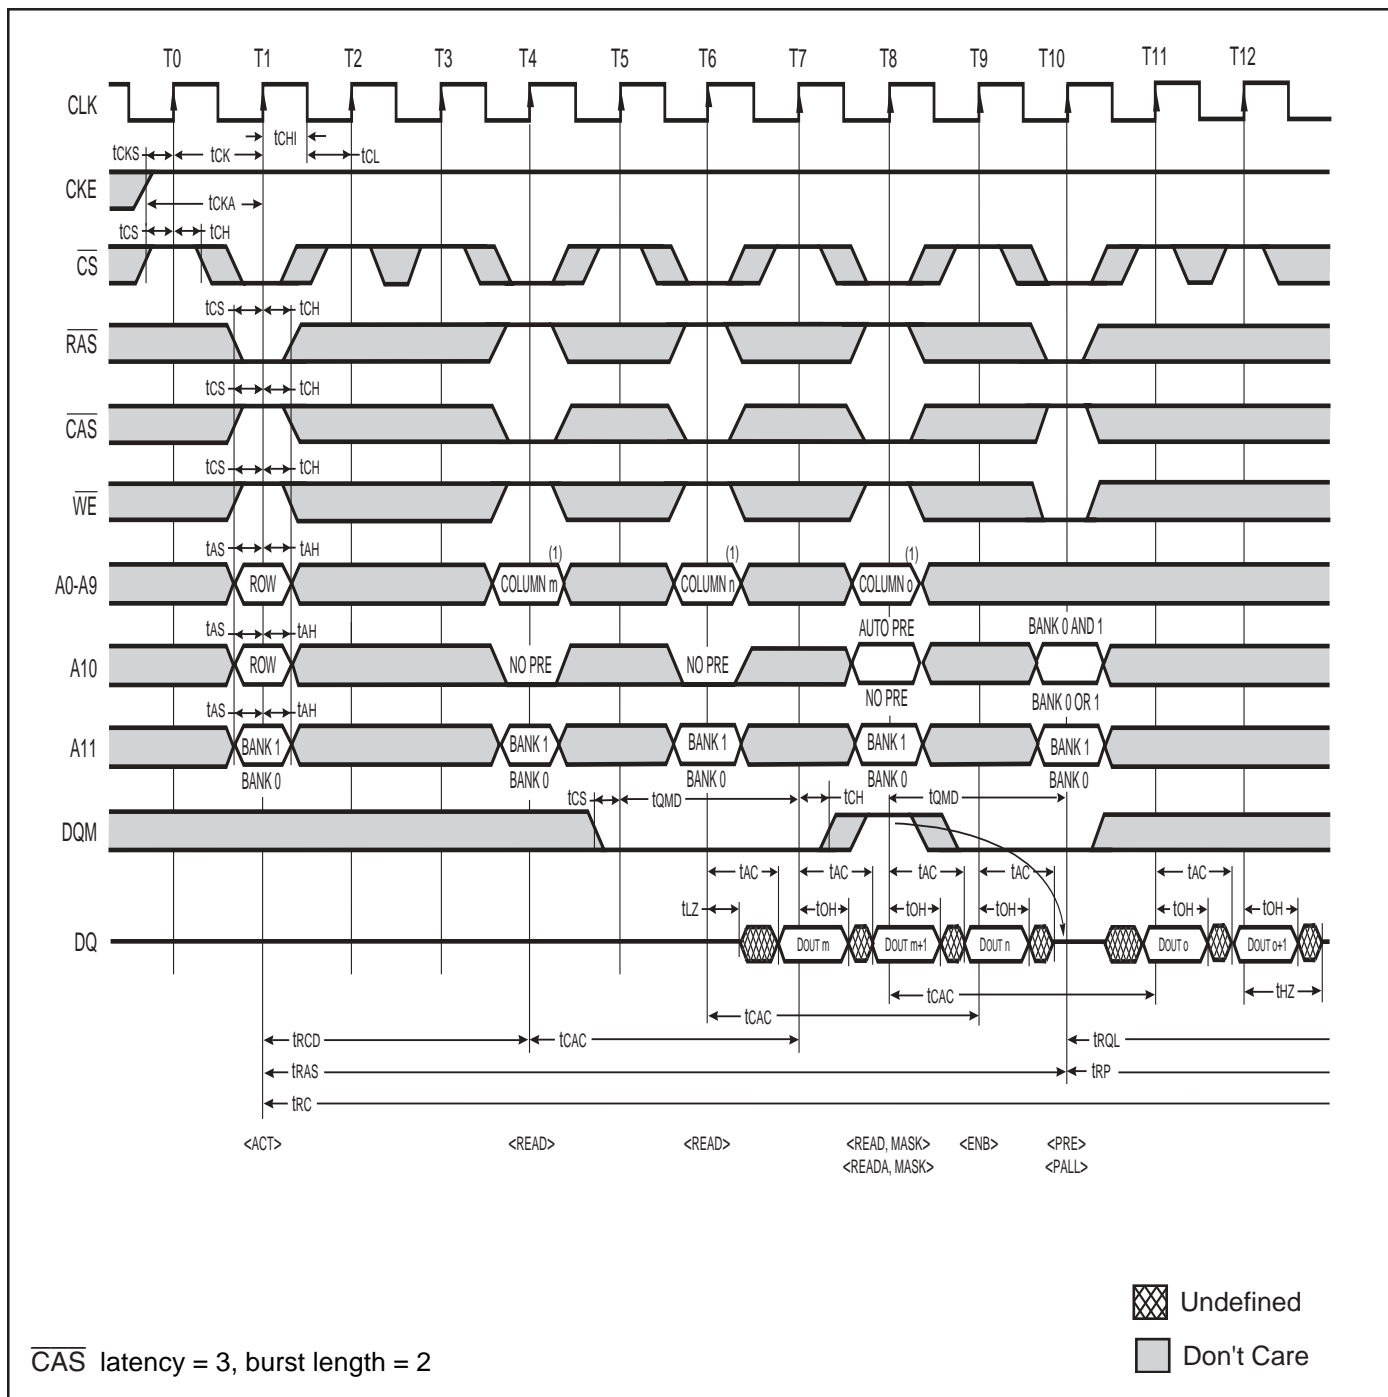 T0 T1 T2 T3 T4 T5 T6 T7 T8 T9 T10 T11 T12
CLK
tCHI
tCKS tCK tCL
CKE
tCKA
tCS tCH
CS
tCS tCH
RAS
tCS tCH
CAS
tCS tCH
WE
tAS tAH (1) (1) (1)
A0-A9 ROW COLUMN m COLUMN n COLUMN o
tAS tAH AUTO PRE BANK 0 AND 1
A10 ROW NO PRE NO PRE
NO PRE BANK 0 OR 1
tAS tAH
A11 BANK 1 BANK 1 BANK 1 BANK 1 BANK 1
BANK 0 BANK 0 BANK 0 BANK 0 BANK 0
tCS tQMD tCH tQMD
DQM
tAC tAC tAC tAC tAC
tLZ tOH tOH tOH tOH tOH
DQ DOUT m DOUT m+1 DOUT n DOUT o DOUT o+1
tCAC tHZ
tCAC
tRCD tCAC tRQL
tRAS tRP
tRC
<ACT> <READ> <READ> <READ, MASK> <ENB> <PRE>
<READA, MASK> <PALL>
Undefined
Don't Care
CAS latency = 3, burst length = 2